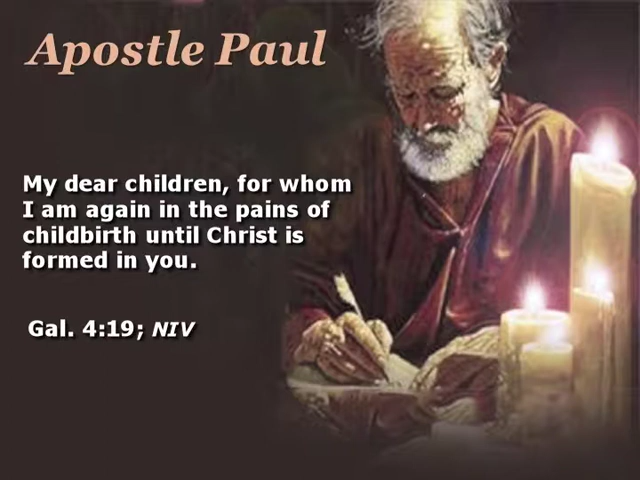 Apostle Paul
My dear children, for whom
I am again in the pains of
childbirth until Christ is
formed in you.
Gal. 4:19; NIV